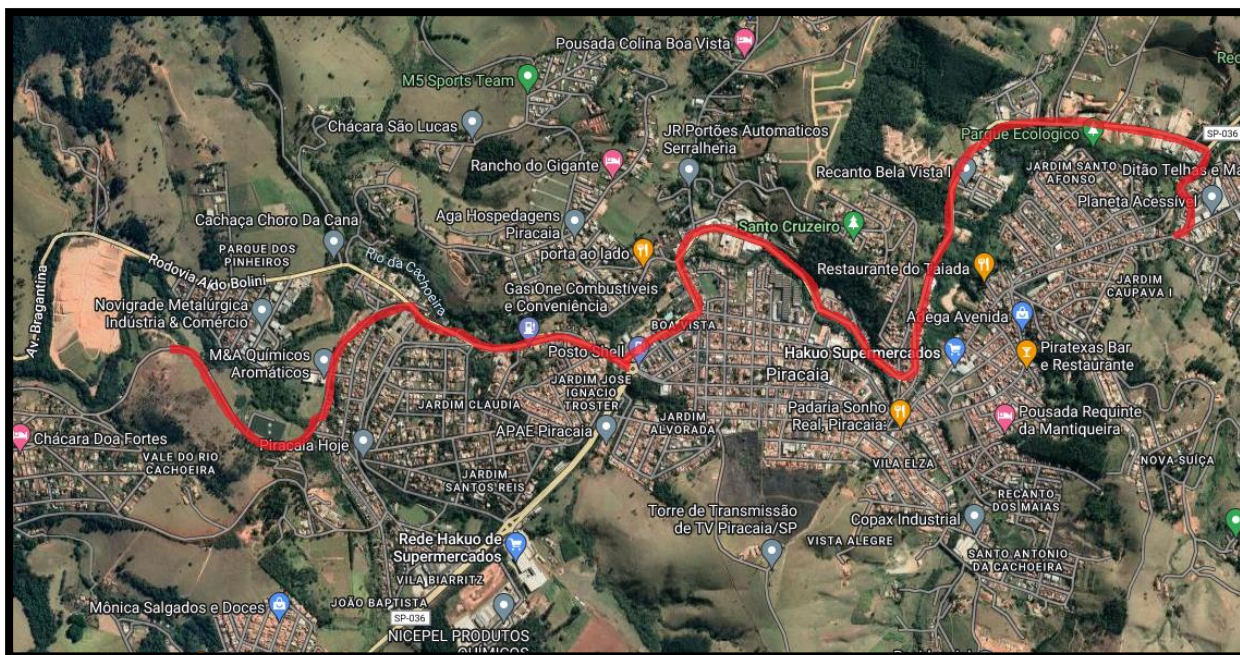 Pousada Colina Boa Vista
M5 Sports Team
Rec
Chácara São Lucas
JR Portões Automaticos
Serralheria
Parque Ecologico
SP-036
Rancho do Gigante
Recanto Bela Vista I
JARDIM SANTO
AFONSO
Ditão Telhas e Ma
Planeta Acessível
Cachaça Choro Da Cana
Aga Hospedagens
Piracaia
Santo Cruzeiro
PARQUE DOS
PINHEIROS
porta ao lado
Rio da Cachoeira
Restaurante do Taiada
Av. Bragantina
Rodovia Aldo Bolini
Gas One Combustíveis
e Conveniência
JARDIM
CAUPAVA I
Novigrade Metalúrgica
Indústria & Comércio
BOA VISTA
Adega Avenida
M&A Químicos
Aromáticos
Posto Shell
Hakuo Supermercados
Piratexas Bar
e Restaurante
JARDIM JOSÉ
IGNACIO
TROSTER
Piracaia
JARDIM CLAUDIA
Chácara Doa Fortes
Piracaia Hoje
APAE Piracaia
JARDIM
ALVORADA
Padaria Sonho
Real, Piracaia.
Pousada Requinte
da Mantiqueira
VALE DO RIO
CACHOEIRA
JARDIM
SANTOS REIS
VILA ELZA
NOVA SUÍÇA
RECANTO
DOS MAIAS
Torre de Transmissão
de TV Piracaia/SP
Copax Industrial
VISTA ALEGRE
Rede Hakuo de
Supermercados
SANTO ANTONIO
DA CACHOEIRA
VILA BIARRITZ
Mônica Salgados e Doces
JOÃO BAPTISTA
SP-036
NICEPEL PRODUTOS
QUÍMICOS